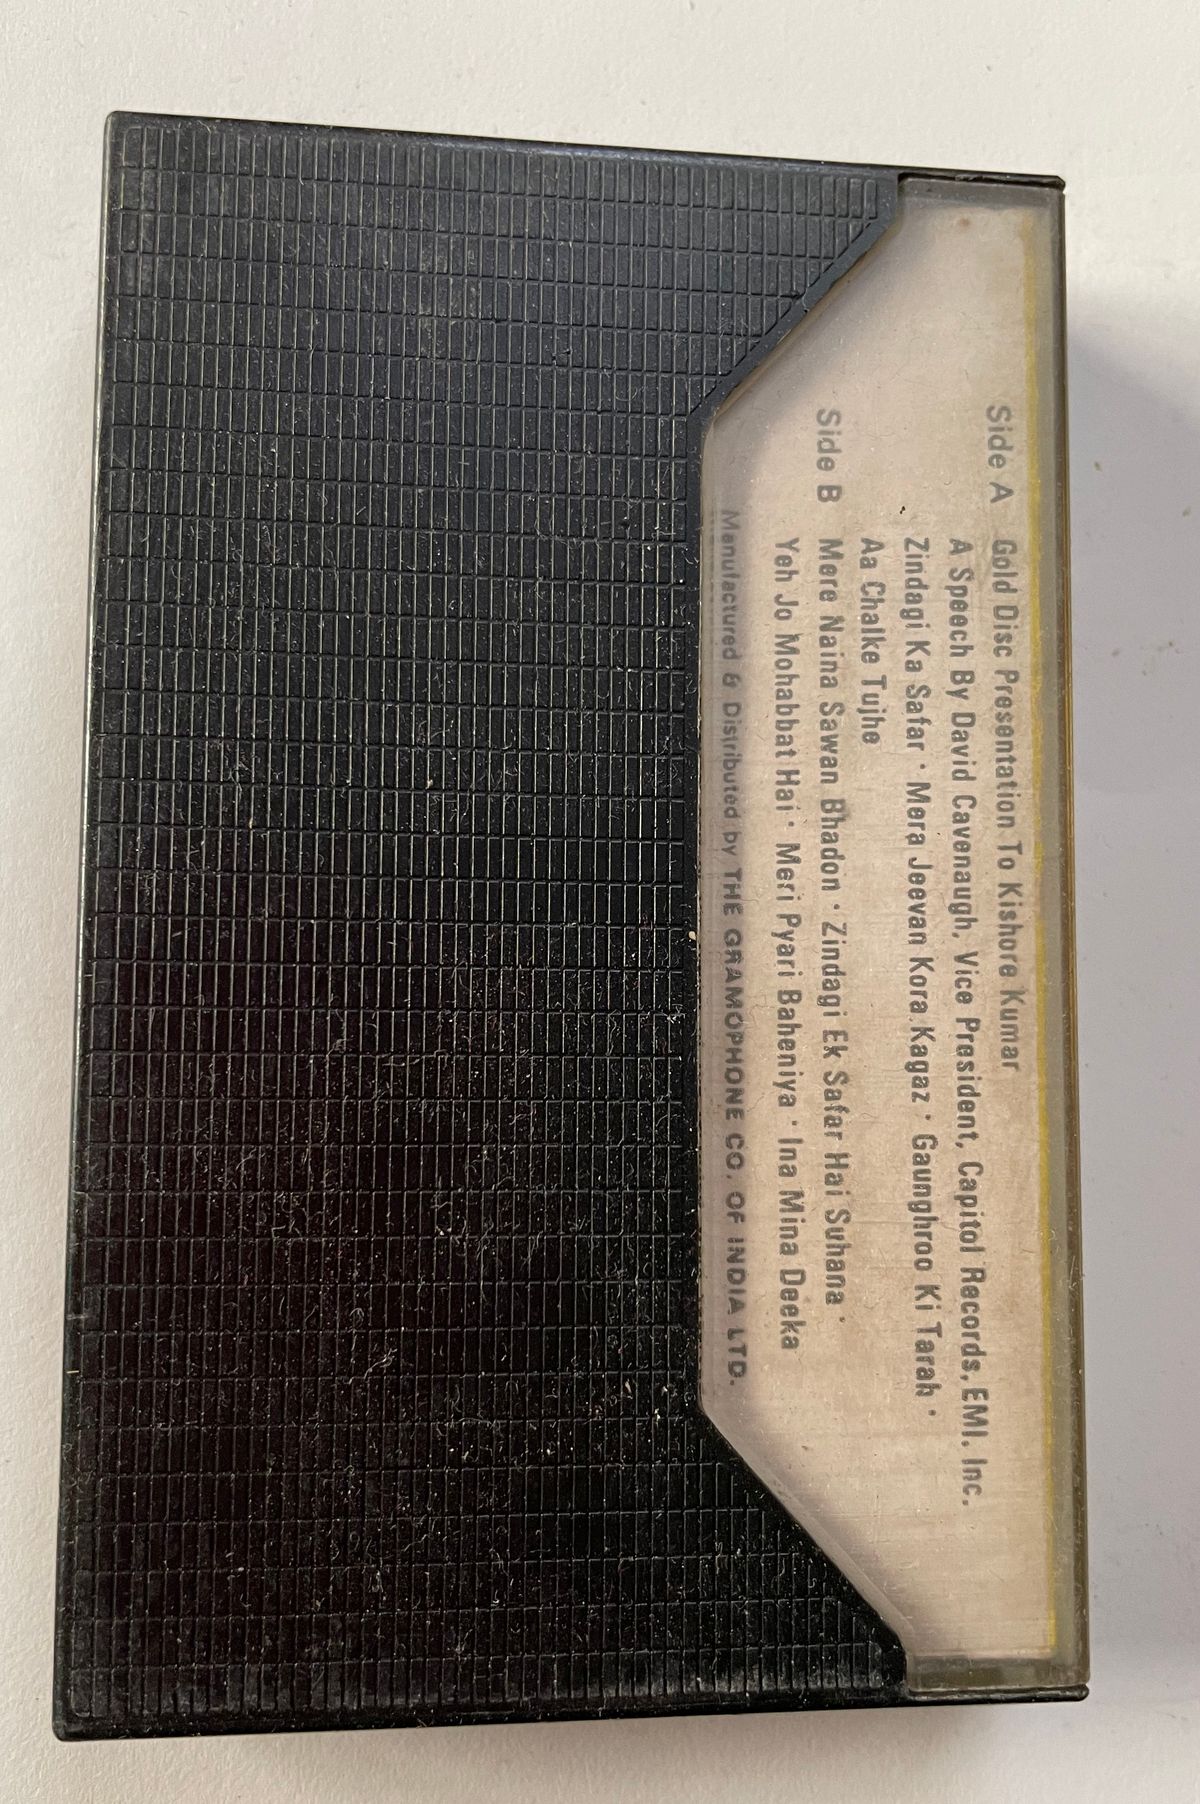 Side A Gold Disc Presentation To Kishore Kumar
A Speech By David Cavenaugh, Vice President, Capitol Records, EMI. Inc.
Zindagi Ka Safar · Mera Jeevan Kora Kagaz · Gaunghroo Ki Tarah ·
Aa Chalke Tujhe
Side B Mere Naina Sawan Bhadon · Zindagi Ek Safar Hai Suhana ·
Yeh Jo Mohabbat Hai · Meri Pyari Baheniya · Ina Mina Deeka
Manufactured & Distributed by THE GRAMOPHONE CO. OF INDIA LTD.